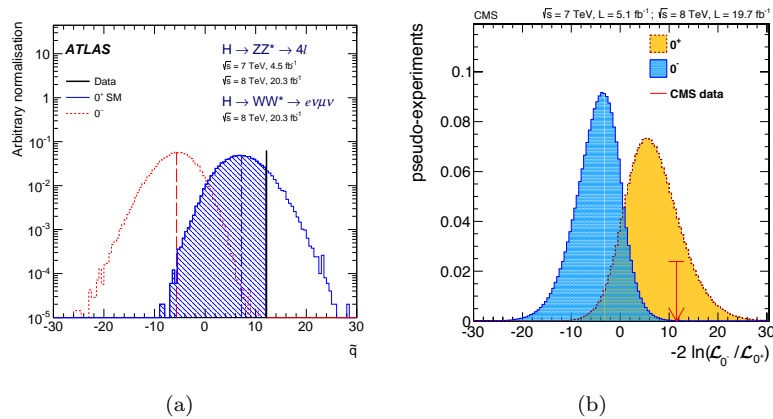 Arbitrary normalisation
10
1
10⁻¹
10⁻²
10⁻³
10⁻⁴
10⁻⁵
ATLAS
Data
0⁺ SM
0⁻
H → ZZ* → 4l
√s = 7 TeV, 4.5 fb⁻¹
√s = 8 TeV, 20.3 fb⁻¹
H → WW* → eνμν
√s = 8 TeV, 20.3 fb⁻¹
-30 -20 -10 0 10 20 30
q̃
(a)
CMS √s = 7 TeV, L = 5.1 fb⁻¹ ; √s = 8 TeV, L = 19.7 fb⁻¹
pseudo-experiments
0.1
0.08
0.06
0.04
0.02
0
0⁺
0⁻
CMS data
-30 -20 -10 0 10 20 30
-2 ln(ℒ₀⁻ /ℒ₀⁺)
(b)